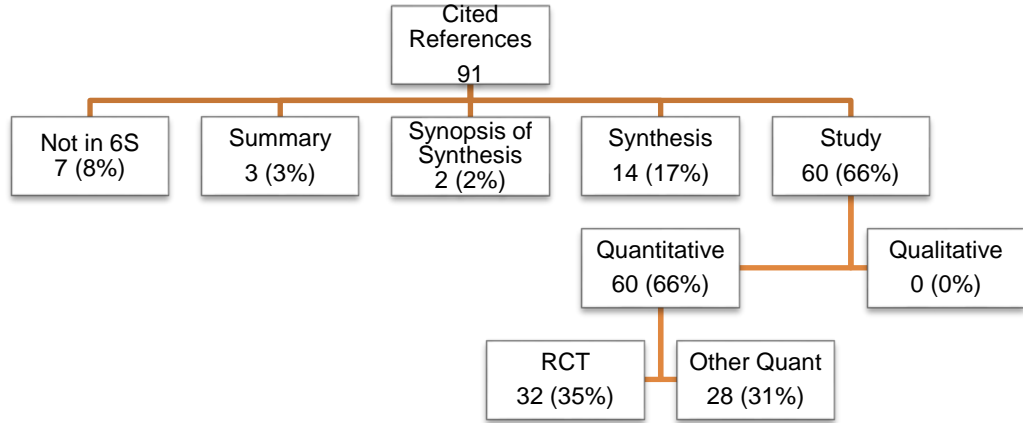 Cited
References
91
Not in 6S
7 (8%)
Summary
3 (3%)
Synopsis of
Synthesis
2 (2%)
Synthesis
14 (17%)
Study
60 (66%)
Quantitative
60 (66%)
Qualitative
0 (0%)
RCT
32 (35%)
Other Quant
28 (31%)